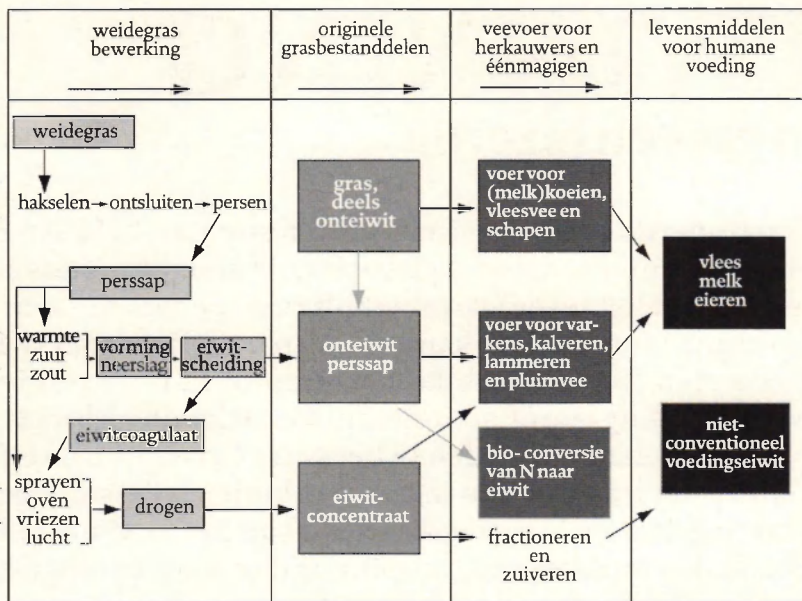 weidegras
bewerking
originele
grasbestanddelen
veevoer voor
herkauwers en
éénmagigen
levensmiddelen
voor humane
voeding
weidegras
hakselen ontsluiten persen
perssap
warmte
zuur
zout
vorming
neerslag
eiwit-
scheiding
eiwitcoagulaat
sprayen
oven
vriezen
lucht
drogen
gras,
deels
onteiwit
onteiwit
perssap
eiwit-
concentraat
voer voor
(melk)koeien,
vleesvee en
schapen
voer voor var-
kens, kalveren,
lammeren
en pluimvee
bio-conversie
van N naar
eiwit
fractioneren
en
zuiveren
vlees
melk
eieren
niet-
conventioneel
voedingseiwit